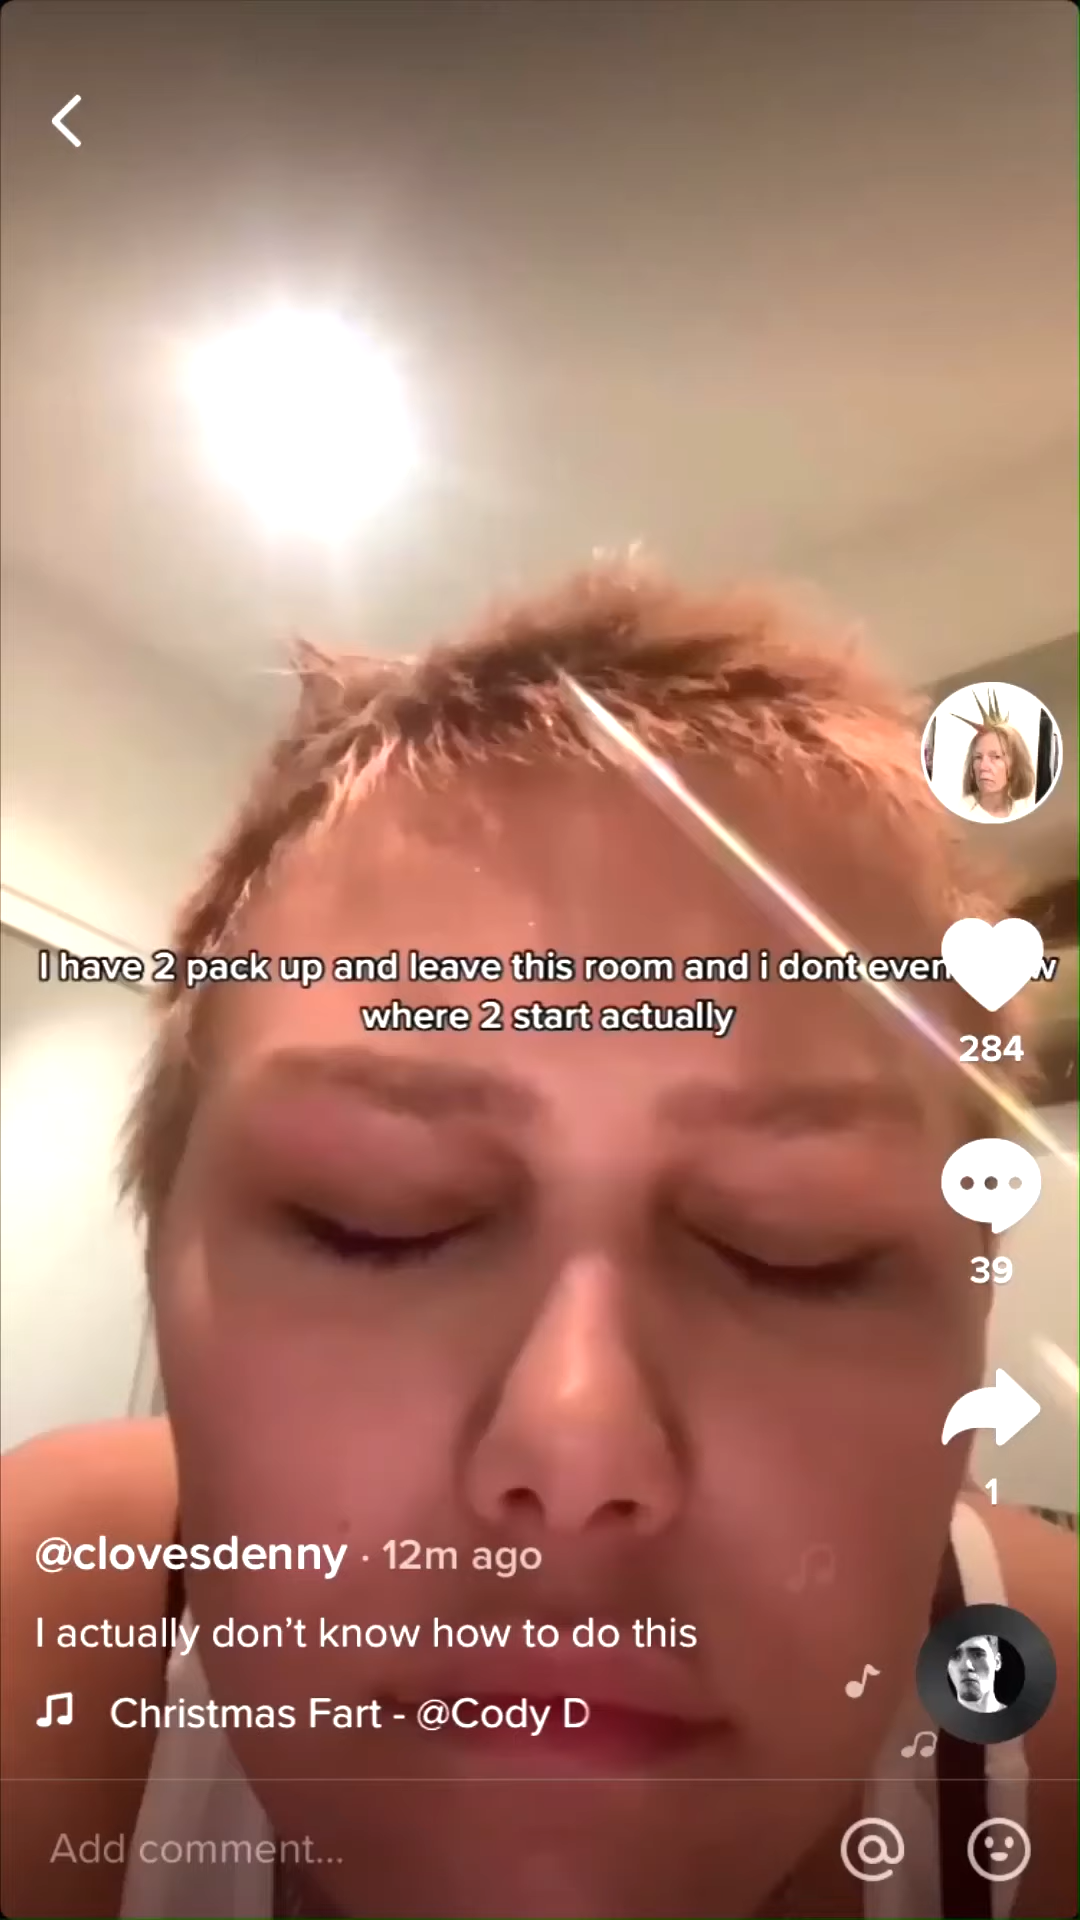 I have 2 pack up and leave this room and i dont even
where 2 start actually
284
39
1
@clovesdenny · 12m ago
I actually don't know how to do this
Christmas Fart - @Cody D
Add comment...